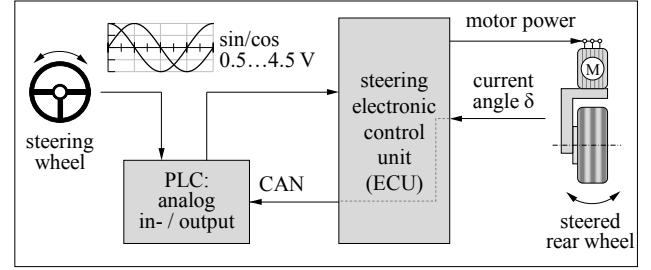 motor power
sin/cos
0.5…4.5 V
M
steering
electronic
control
unit
(ECU)
current
angle δ
steering
wheel
PLC:
analog
in- / output
CAN
steered
rear wheel